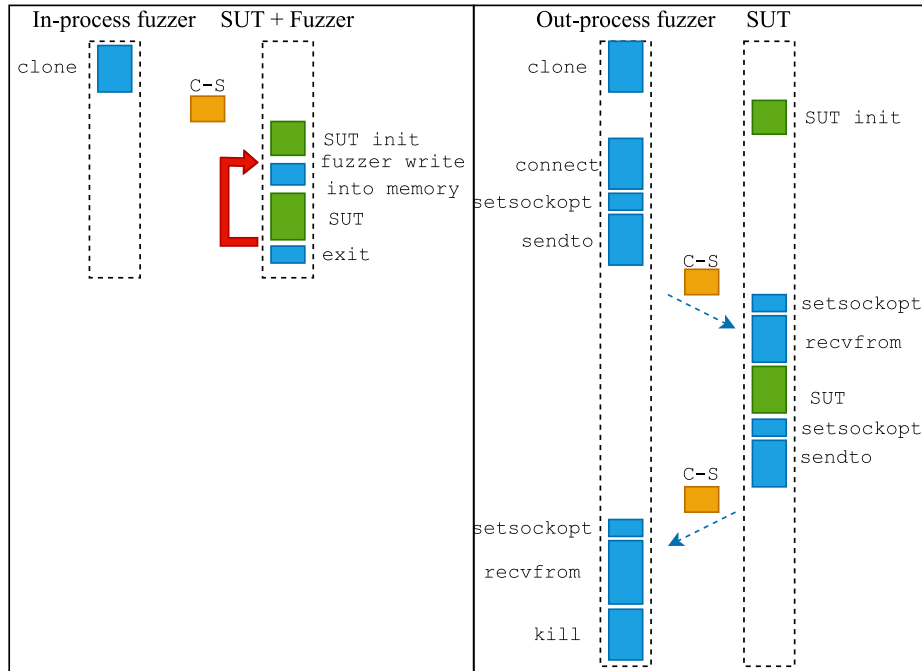 In-process fuzzer
SUT + Fuzzer
clone
C-S
SUT init
fuzzer write
into memory
SUT
exit
Out-process fuzzer
SUT
clone
SUT init
connect
setsockopt
sendto
C-S
setsockopt
recvfrom
SUT
setsockopt
sendto
C-S
setsockopt
recvfrom
kill